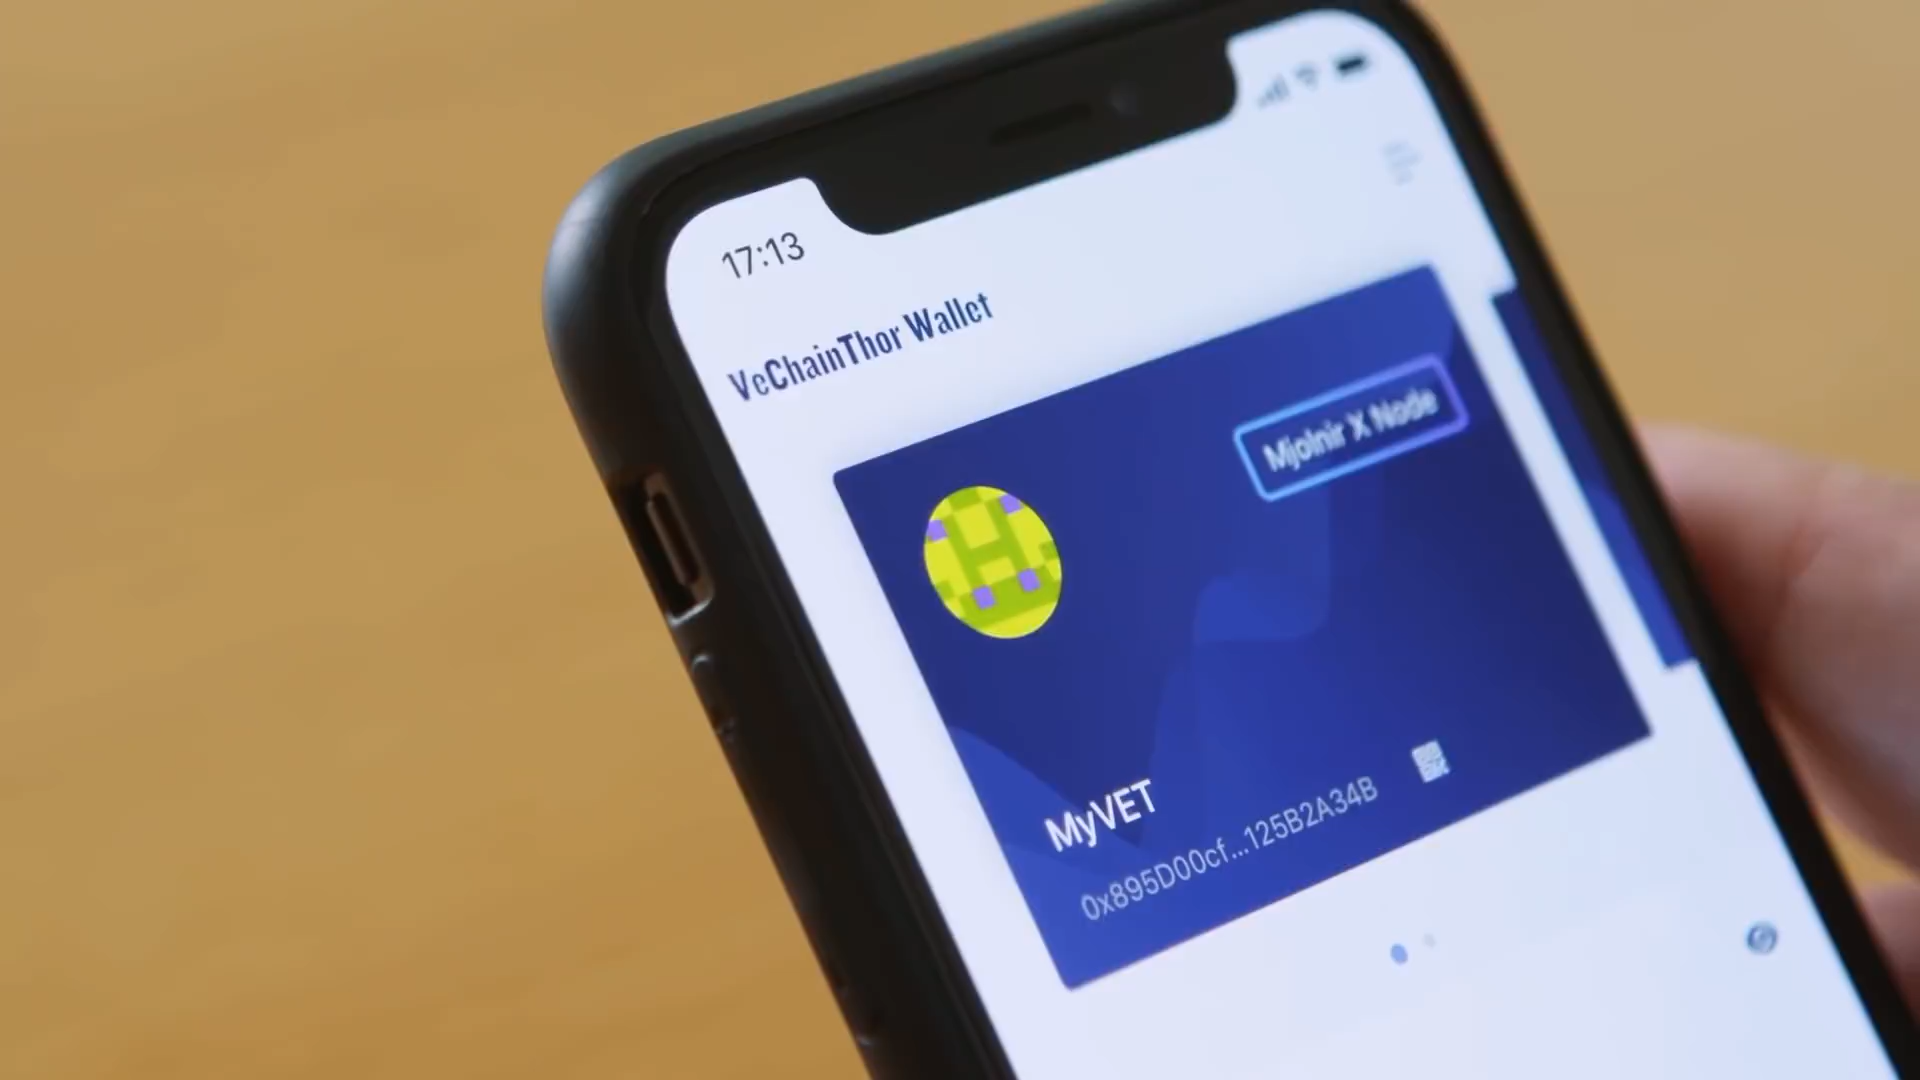 17:13
VeChainThor Wallet
Mjolnir X Node
MyVET
0x895D00cf...125B2A34B